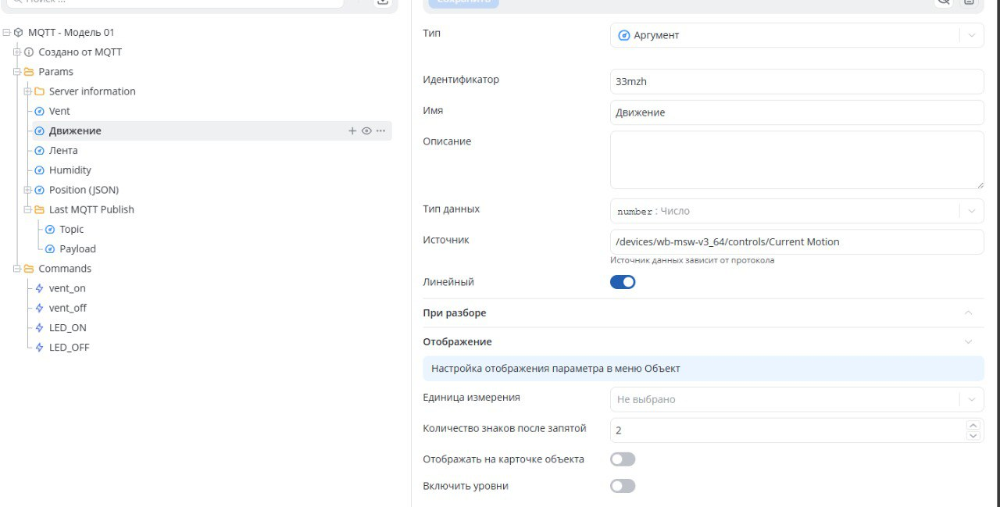 Поиск ...
MQTT - Модель 01
Создано от MQTT
Params
Server information
Vent
Движение
Лента
Humidity
Position (JSON)
Last MQTT Publish
Topic
Payload
Commands
vent_on
vent_off
LED_ON
LED_OFF
Сохранить
Тип
Аргумент
Идентификатор
33mzh
Имя
Движение
Описание
Тип данных
number : Число
Источник
/devices/wb-msw-v3_64/controls/Current Motion
Источник данных зависит от протокола
Линейный
При разборе
Отображение
Настройка отображения параметра в меню Объект
Единица измерения
Не выбрано
Количество знаков после запятой
2
Отображать на карточке объекта
Включить уровни